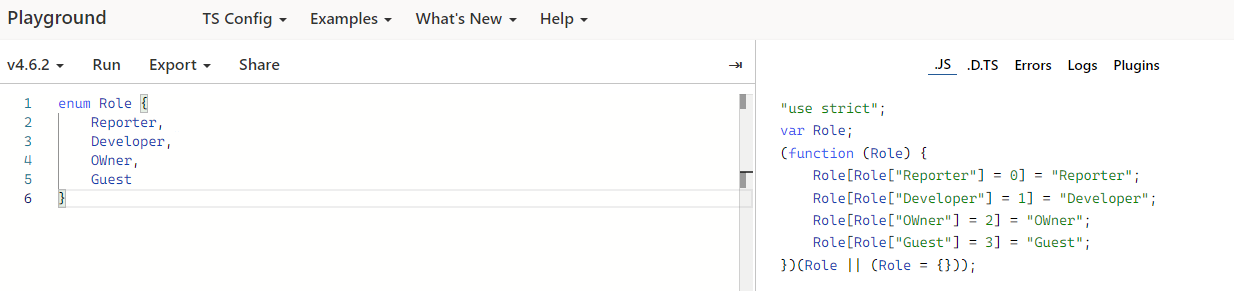 Playground TS Config Examples What's New Help
v4.6.2 Run Export Share
1 enum Role {
2     Reporter,
3     Developer,
4     OWner,
5     Guest
6 }
.JS .D.TS Errors Logs Plugins
"use strict";
var Role;
(function (Role) {
    Role[Role["Reporter"] = 0] = "Reporter";
    Role[Role["Developer"] = 1] = "Developer";
    Role[Role["OWner"] = 2] = "OWner";
    Role[Role["Guest"] = 3] = "Guest";
})(Role || (Role = {}));